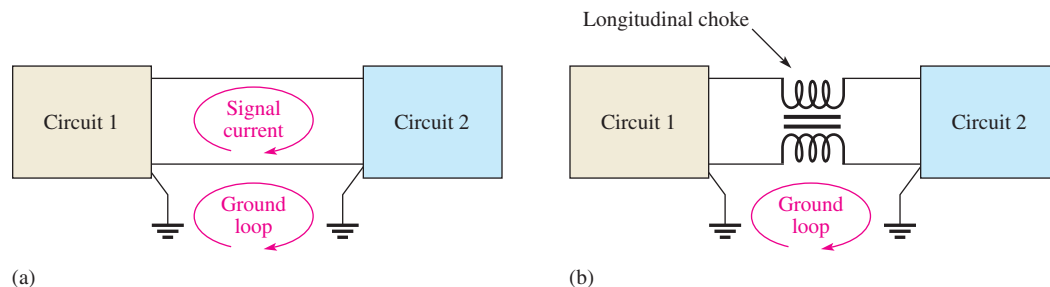 Circuit 1
Signal
current
Circuit 2
Ground
loop
(a)
Longitudinal choke
Circuit 1
Circuit 2
Ground
loop
(b)